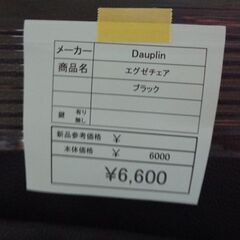 メーカー Dauplin
商品名 エグゼチェア
ブラック
鍵 有り 無し
新品参考価格 ¥
本体価格 ¥ 6000
¥6,600